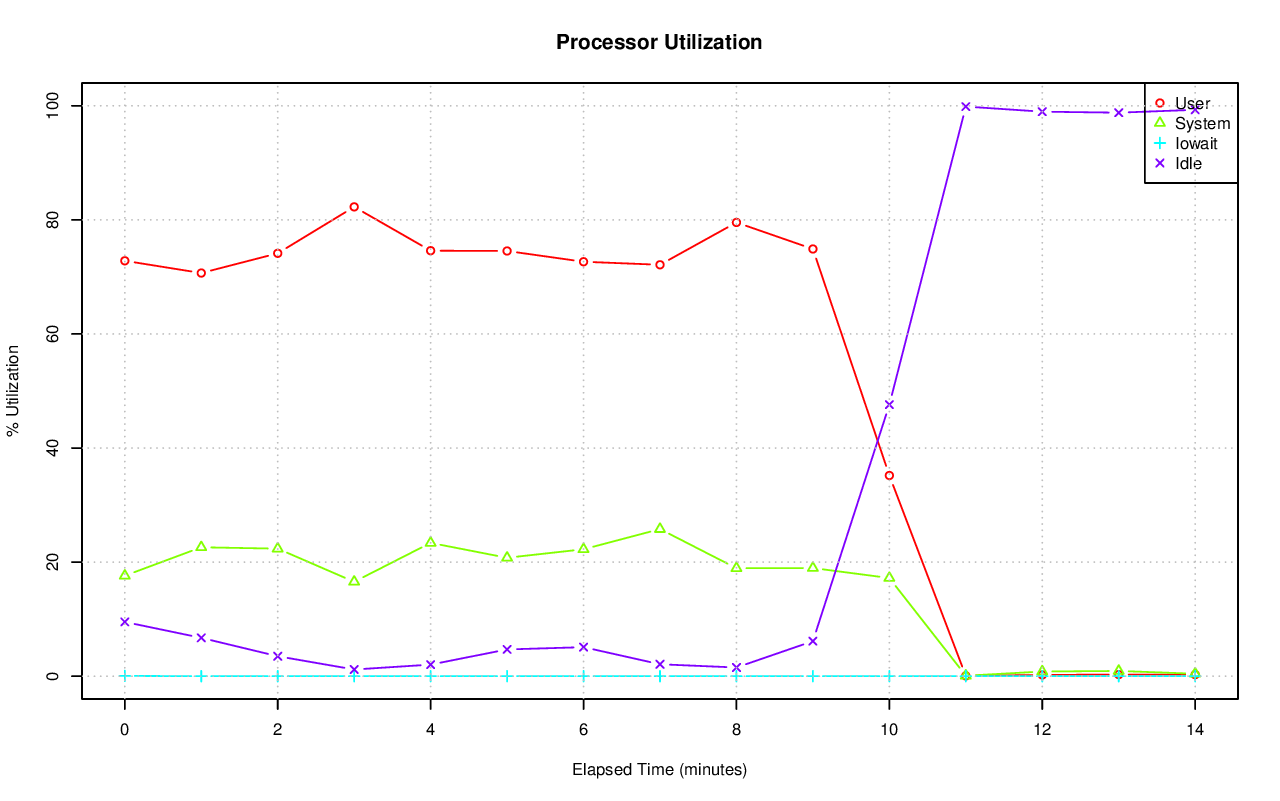 Processor Utilization
User
System
Iowait
Idle
% Utilization
100
80
60
40
20
0
0 2 4 6 8 10 12 14
Elapsed Time (minutes)